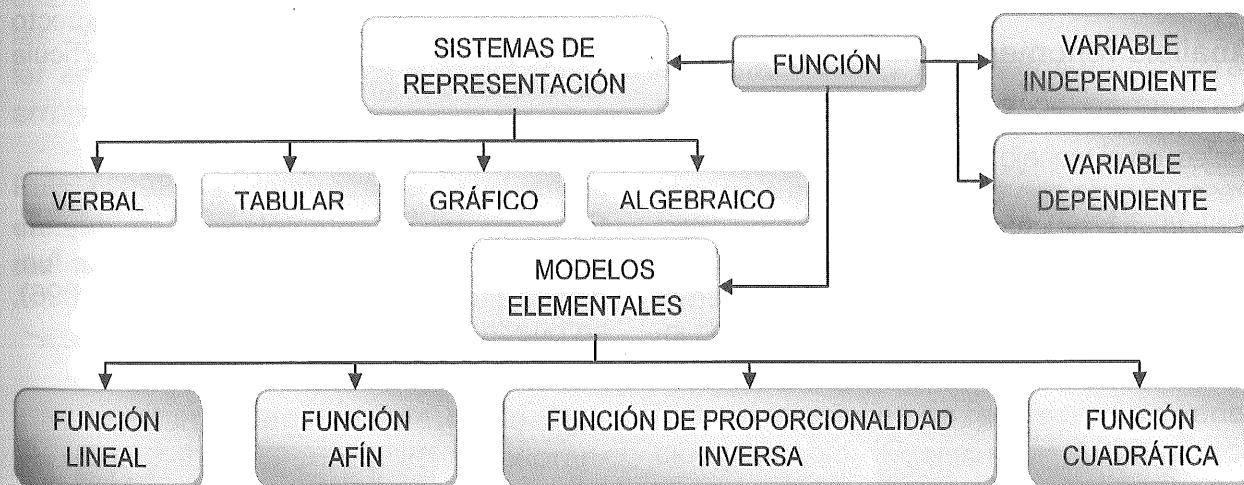 SISTEMAS DE
REPRESENTACIÓN
FUNCIÓN
VARIABLE
INDEPENDIENTE
VARIABLE
DEPENDIENTE
VERBAL
TABULAR
GRÁFICO
ALGEBRAICO
MODELOS
ELEMENTALES
FUNCIÓN
LINEAL
FUNCIÓN
AFÍN
FUNCIÓN DE PROPORCIONALIDAD
INVERSA
FUNCIÓN
CUADRÁTICA